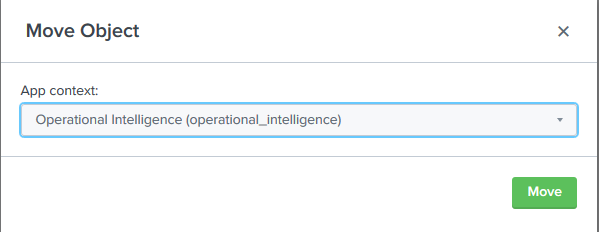 Move Object
App context:
Operational Intelligence (operational_intelligence)
Move